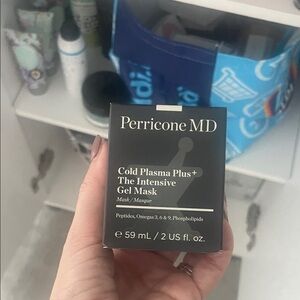 Perricone MD
Cold Plasma Plus+
The Intensive
Gel Mask
Mask / Masque
Peptides, Omegas 3, 6 & 9, Phospholipids
℮ 59 mL / 2 US fl. oz.